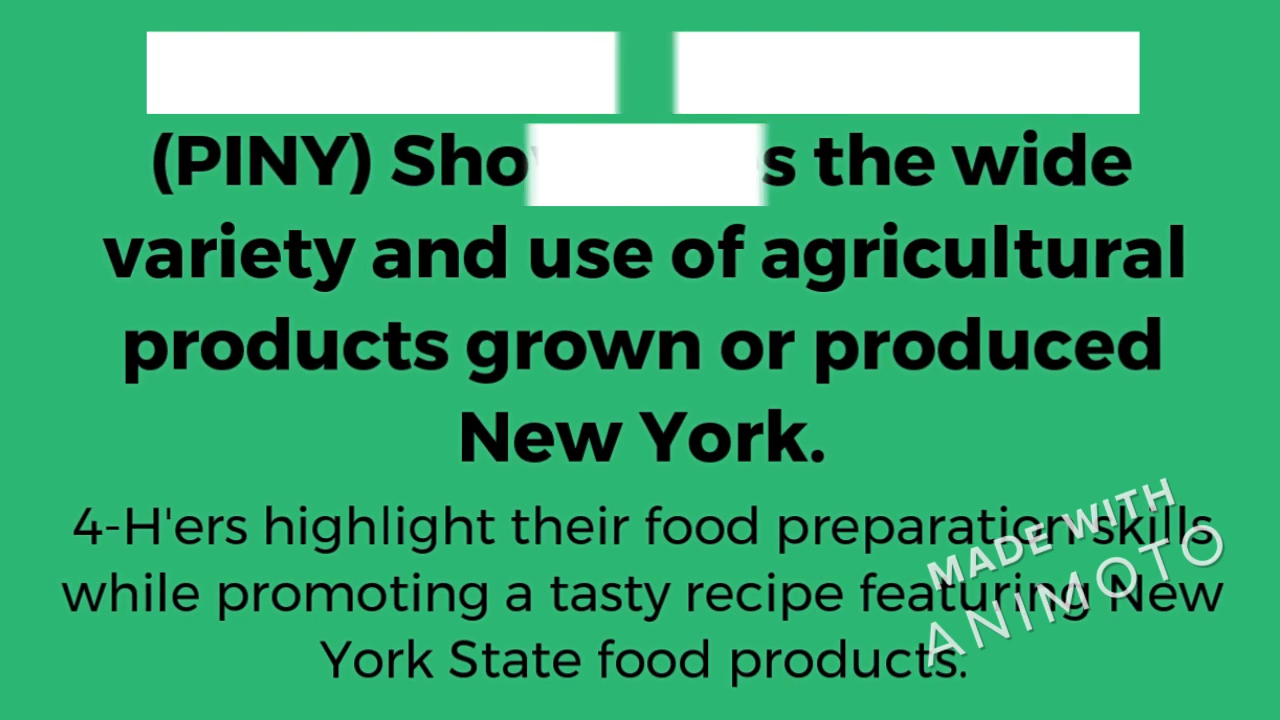 (PINY) the wide
variety and use of agricultural
products grown or produced
New York.
4-H'ers highlight their food preparation skills
while promoting a tasty recipe featuring New
York State food products.
MADE WITH
ANIMOTO